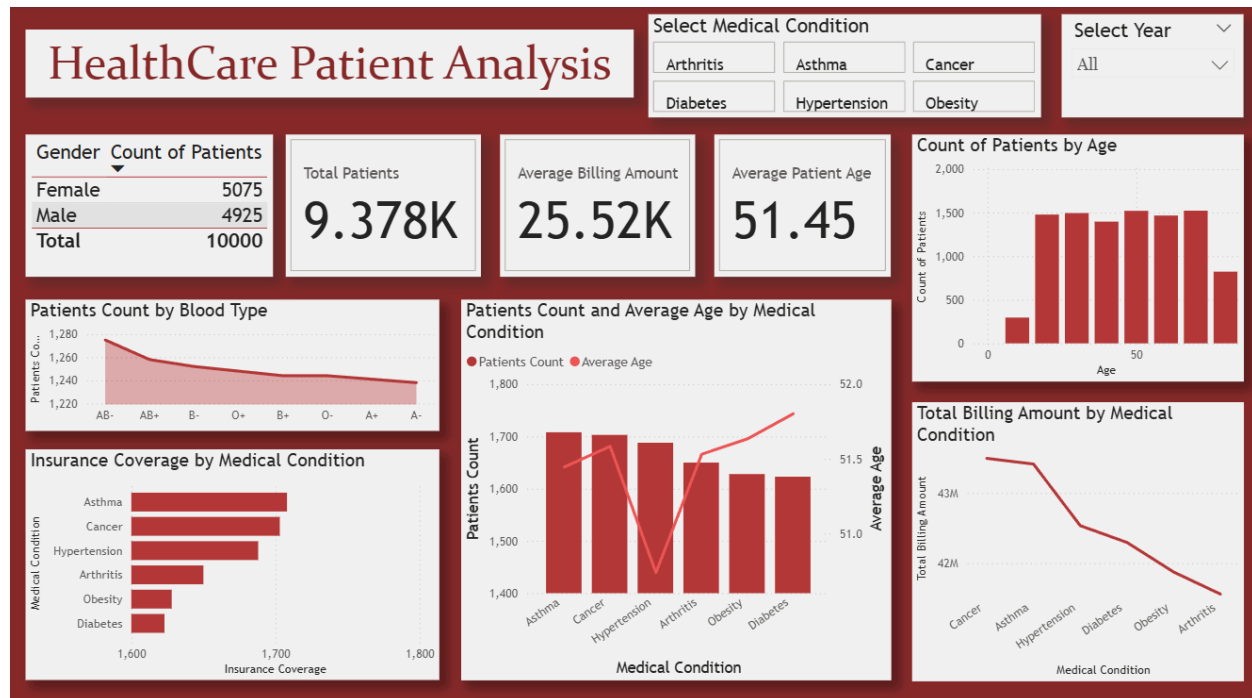 HealthCare Patient Analysis
Select Medical Condition
Arthritis Asthma Cancer
Diabetes Hypertension Obesity
Select Year
All
Gender Count of Patients
Female 5075
Male 4925
Total 10000
Total Patients
9.378K
Average Billing Amount
25.52K
Average Patient Age
51.45
Count of Patients by Age
Count of Patients
2,000
1,500
1,000
500
0
0 50
Age
Patients Count by Blood Type
Patients Co...
1,280
1,260
1,240
1,220
AB- AB+ B- O+ B+ O- A+ A-
Insurance Coverage by Medical Condition
Medical Condition
Asthma
Cancer
Hypertension
Arthritis
Obesity
Diabetes
1,600 1,700 1,800
Insurance Coverage
Patients Count and Average Age by Medical
Condition
Patients Count Average Age
Patients Count
1,800
1,700
1,600
1,500
1,400
52.0
51.5
51.0
Average Age
Asthma Cancer Hypertension Arthritis Obesity Diabetes
Medical Condition
Total Billing Amount by Medical
Condition
Total Billing Amount
43M
42M
Cancer Asthma Hypertension Diabetes Obesity Arthritis
Medical Condition